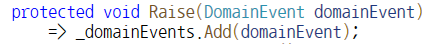 protected void Raise(DomainEvent domainEvent)
=> _domainEvents.Add(domainEvent);